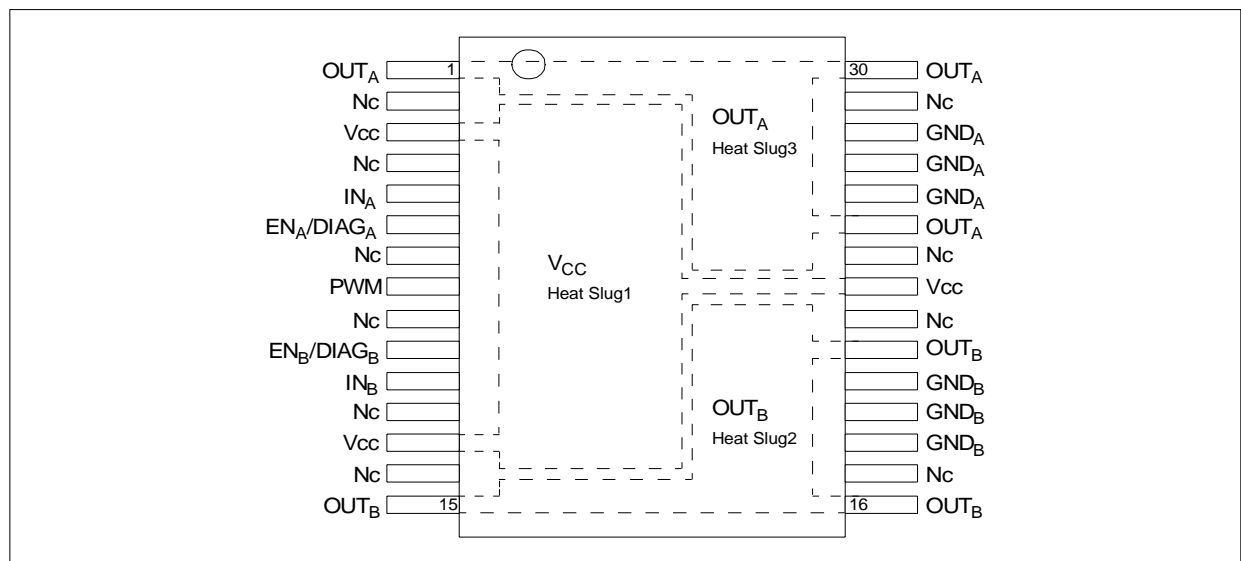 OUTA 1 30 OUTA
Nc Nc
Vcc GNDA
Nc GNDA
INA GNDA
ENA/DIAGA OUTA
Nc Nc
PWM Vcc
Nc Nc
ENB/DIAGB OUTB
INB GNDB
Nc GNDB
Vcc GNDB
Nc Nc
OUTB 15 16 OUTB
OUTA
Heat Slug3
VCC
Heat Slug1
OUTB
Heat Slug2